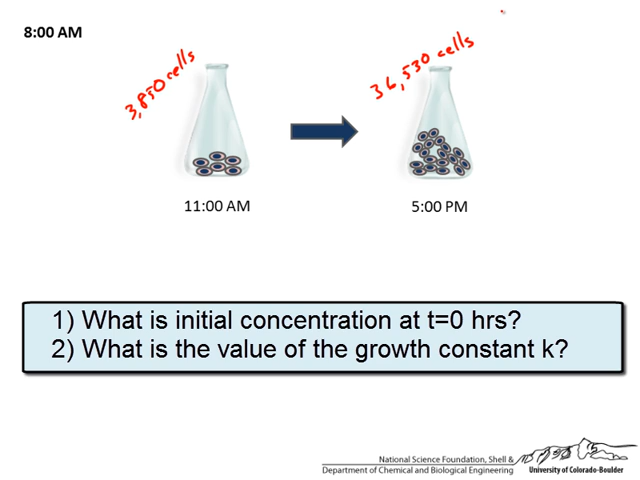 8:00 AM
3,850 cells
36,530 cells
11:00 AM
5:00 PM
1) What is initial concentration at t=0 hrs?
2) What is the value of the growth constant k?
National Science Foundation, Shell &
Department of Chemical and Biological Engineering
University of Colorado-Boulder